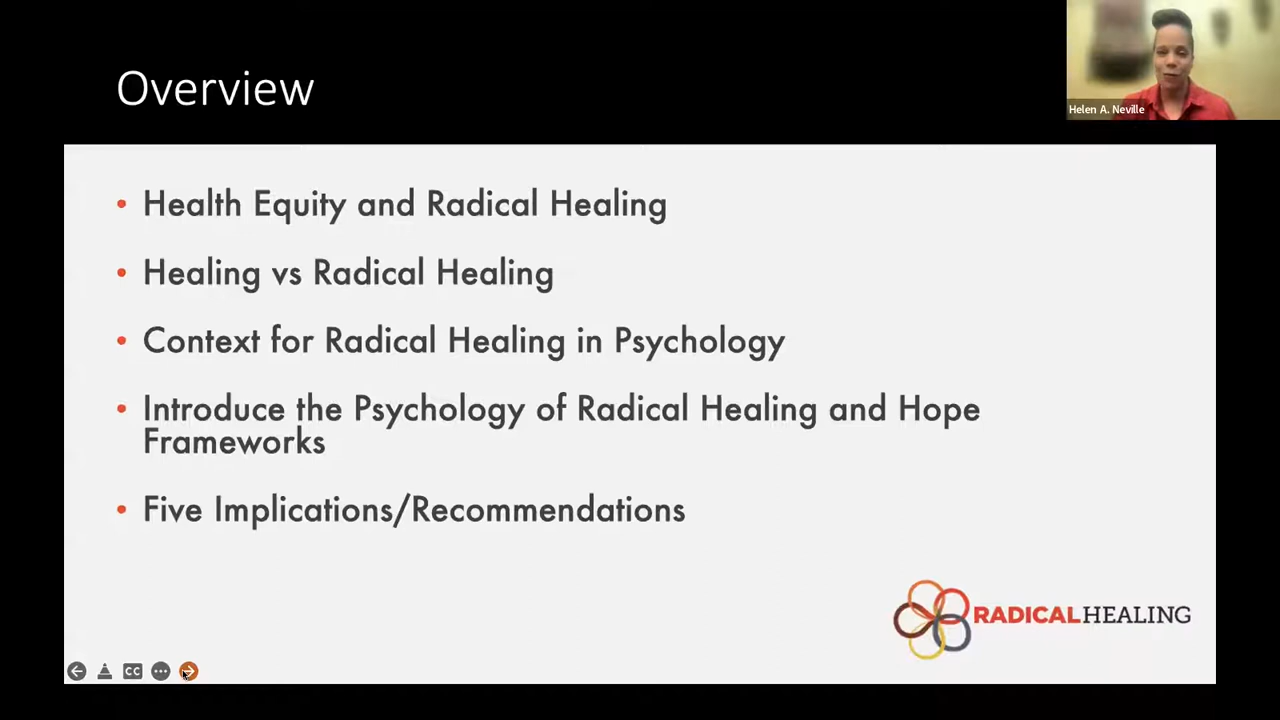 Overview
Helen A. Neville
• Health Equity and Radical Healing
• Healing vs Radical Healing
• Context for Radical Healing in Psychology
• Introduce the Psychology of Radical Healing and Hope
Frameworks
• Five Implications/Recommendations
RADICALHEALING
CC